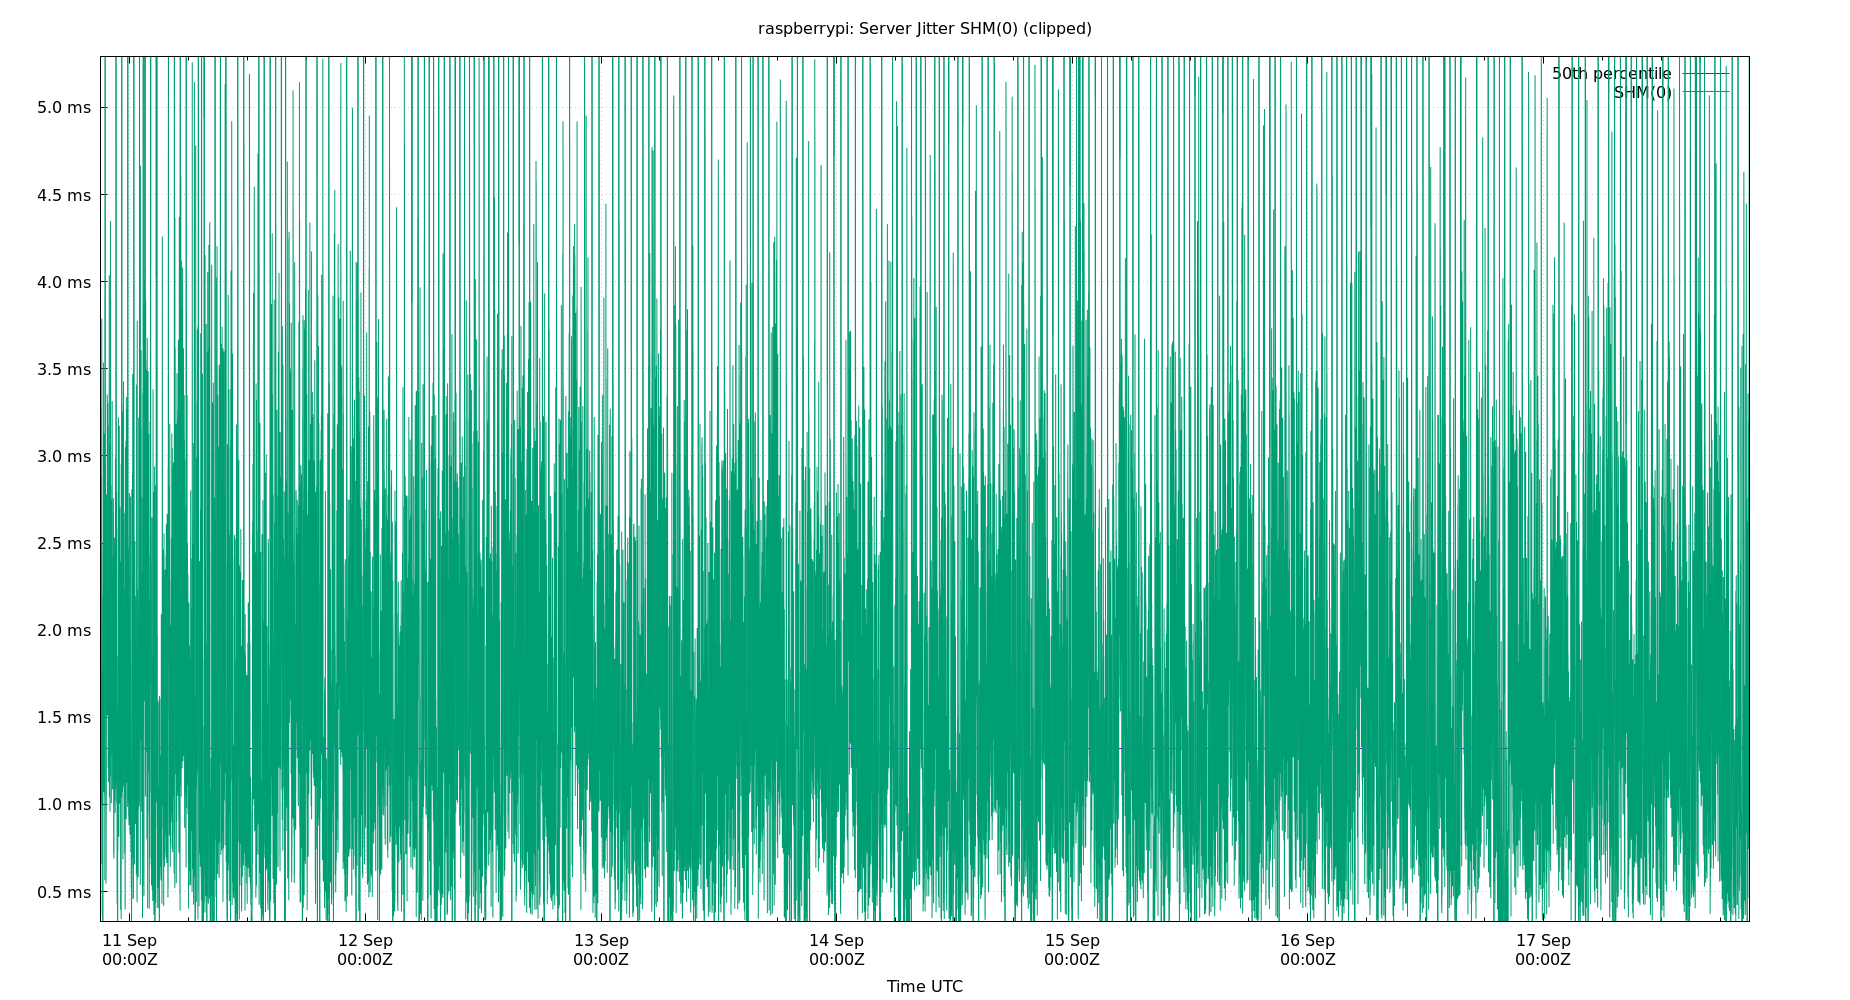 raspberrypi: Server Jitter SHM(0) (clipped)
50th percentile
SHM(0)
5.0 ms
4.5 ms
4.0 ms
3.5 ms
3.0 ms
2.5 ms
2.0 ms
1.5 ms
1.0 ms
0.5 ms
11 Sep 12 Sep 13 Sep 14 Sep 15 Sep 16 Sep 17 Sep
00:00Z 00:00Z 00:00Z 00:00Z 00:00Z 00:00Z 00:00Z
Time UTC